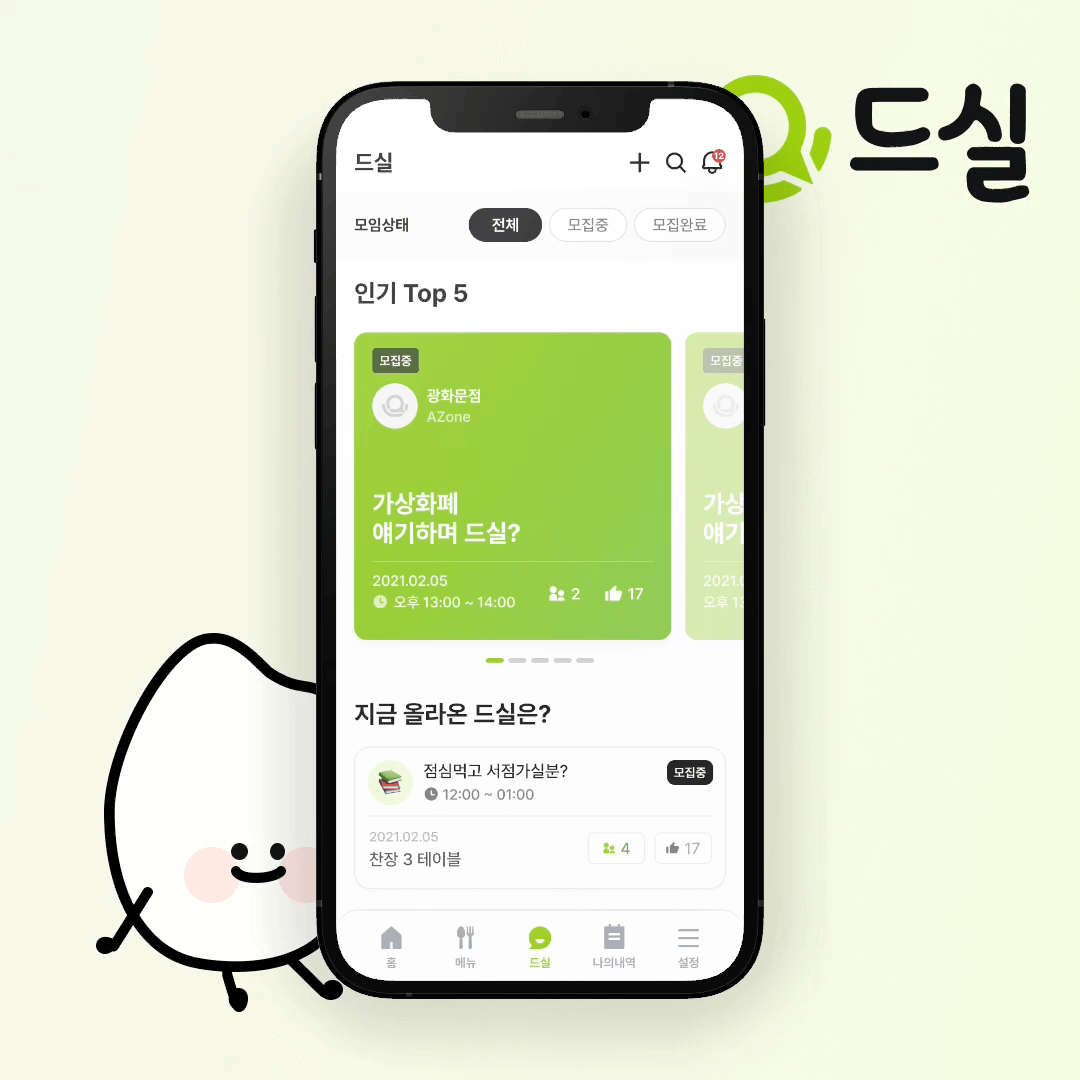 드실
드실
12
모임상태
전체
모집중
모집완료
인기 Top 5
모집중
광화문점
AZone
가상화폐
얘기하며 드실?
2021.02.05
오후 13:00 ~ 14:00
2
17
모집중
가상
얘기
2021.0
오후 13
지금 올라온 드실은?
점심먹고 서점가실분?
12:00 ~ 01:00
모집중
2021.02.05
찬장 3 테이블
4
17
홈
메뉴
드실
나의내역
설정